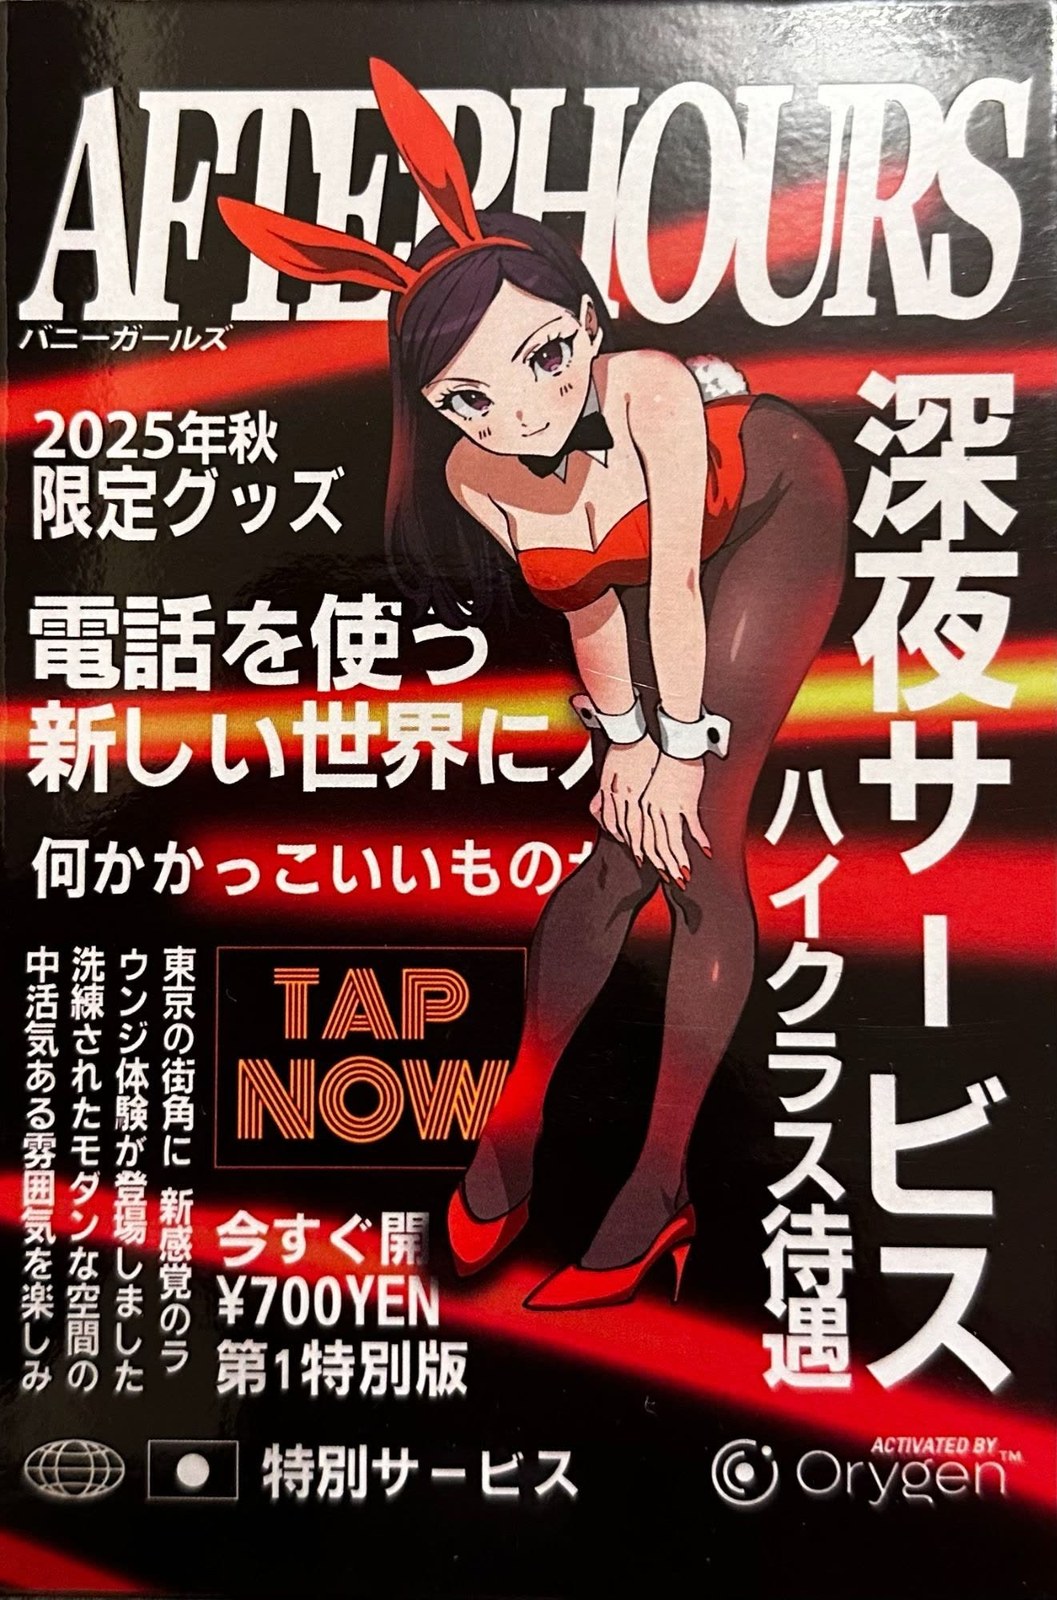 AFTERHOURS
バニーガールズ
2025年秋
限定グッズ
電話を使う
新しい世界に
何かかっこいいもの
深夜サービス
ハイクラス待遇
東京の街角に 新感覚のラ
ウンジ体験が登場しました
洗練されたモダンな空間の
中活気ある雰囲気を楽しみ
TAP
NOW
今すぐ開
¥700YEN
第1特別版
特別サービス
ACTIVATED BY
Orygen™